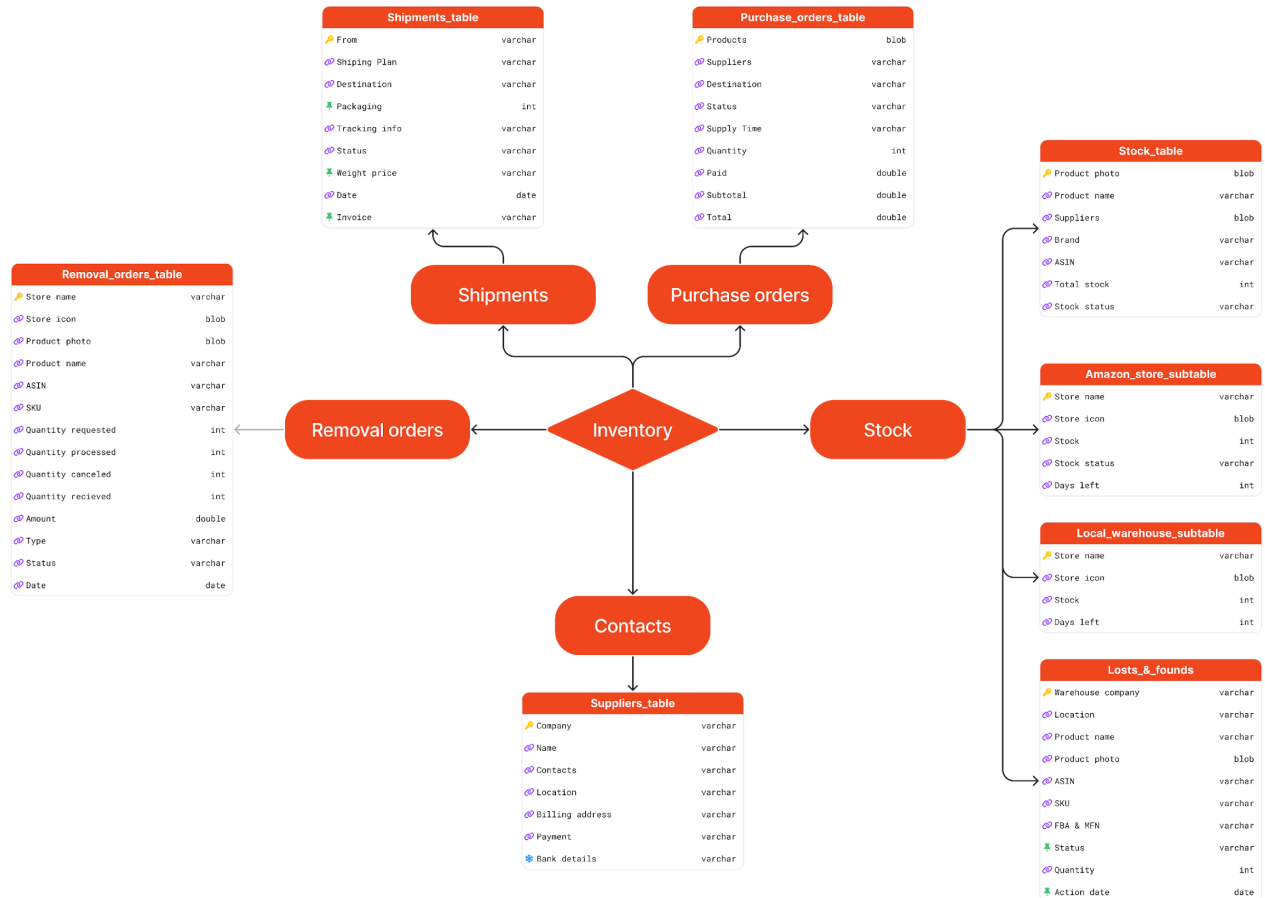 Shipments_table
From varchar
Shiping Plan varchar
Destination varchar
Packaging int
Tracking info varchar
Status varchar
Weight price varchar
Date date
Invoice varchar
Purchase_orders_table
Products blob
Suppliers varchar
Destination varchar
Status varchar
Supply Time varchar
Quantity int
Paid double
Subtotal double
Total double
Stock_table
Product photo blob
Product name varchar
Suppliers blob
Brand varchar
ASIN varchar
Total stock int
Stock status varchar
Removal_orders_table
Store name varchar
Store icon blob
Product photo blob
Product name varchar
ASIN varchar
SKU varchar
Quantity requested int
Quantity processed int
Quantity canceled int
Quantity recieved int
Amount double
Type varchar
Status varchar
Date date
Shipments
Purchase orders
Removal orders
Inventory
Stock
Amazon_store_subtable
Store name varchar
Store icon blob
Stock int
Stock status varchar
Days left int
Local_warehouse_subtable
Store name varchar
Store icon blob
Stock int
Days left int
Contacts
Suppliers_table
Company varchar
Name varchar
Contacts varchar
Location varchar
Billing address varchar
Payment varchar
Bank details varchar
Losts_&_founds
Warehouse company varchar
Location varchar
Product name varchar
Product photo blob
ASIN varchar
SKU varchar
FBA & MFN varchar
Status varchar
Quantity int
Action date date